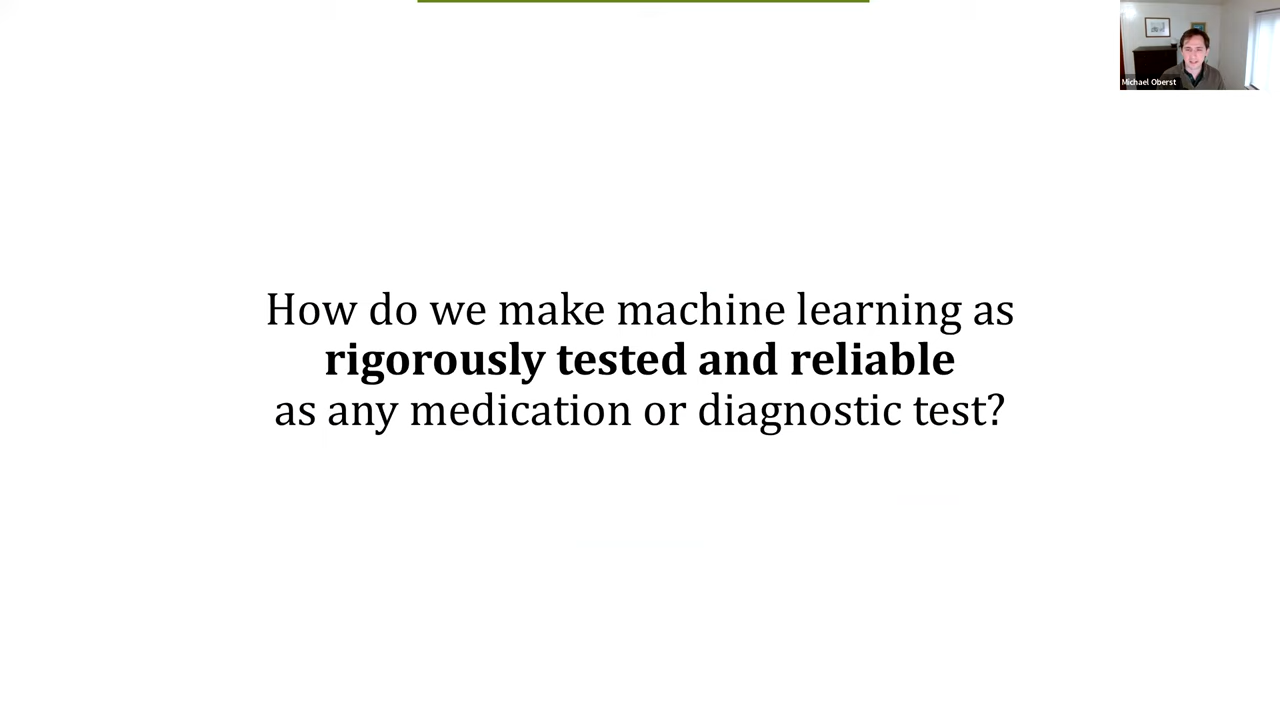 Michael Oberst
How do we make machine learning as
rigorously tested and reliable
as any medication or diagnostic test?